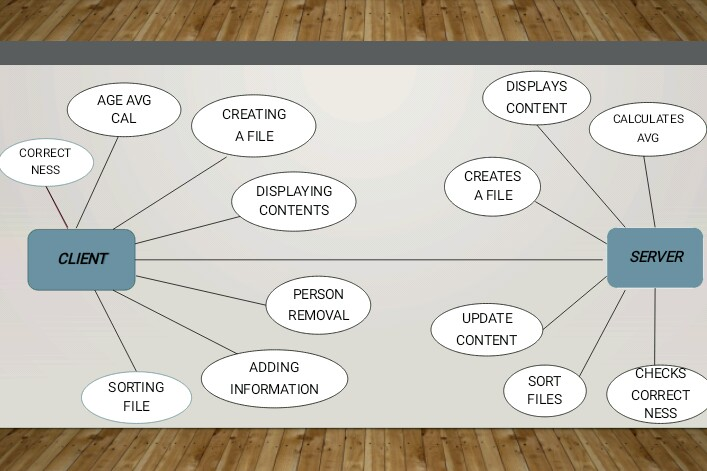 AGE AVG
CAL
CREATING
A FILE
CORRECT
NESS
DISPLAYING
CONTENTS
CLIENT
PERSON
REMOVAL
ADDING
INFORMATION
SORTING
FILE
DISPLAYS
CONTENT
CALCULATES
AVG
CREATES
A FILE
SERVER
UPDATE
CONTENT
SORT
FILES
CHECKS
CORRECT
NESS